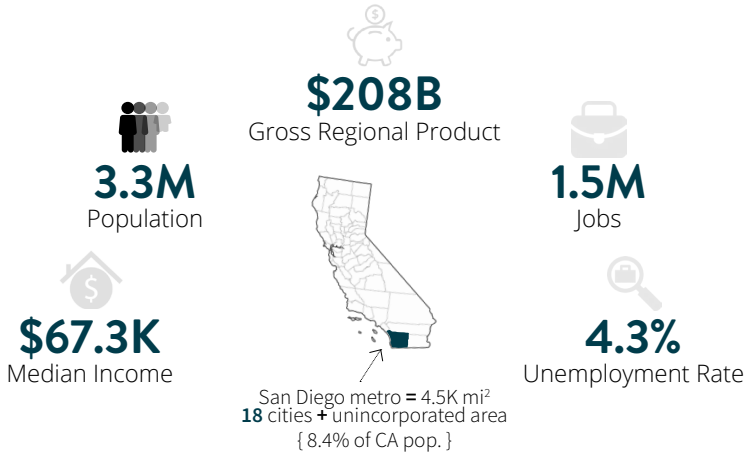 $
$208B
Gross Regional Product
3.3M
Population
1.5M
Jobs
$
$67.3K
Median Income
4.3%
Unemployment Rate
San Diego metro = 4.5K mi²
18 cities + unincorporated area
{ 8.4% of CA pop. }